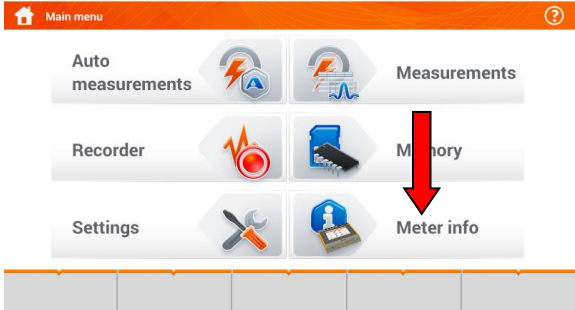 Main menu
?
Auto
measurements
A
Measurements
Recorder
Memory
Settings
i
Meter info